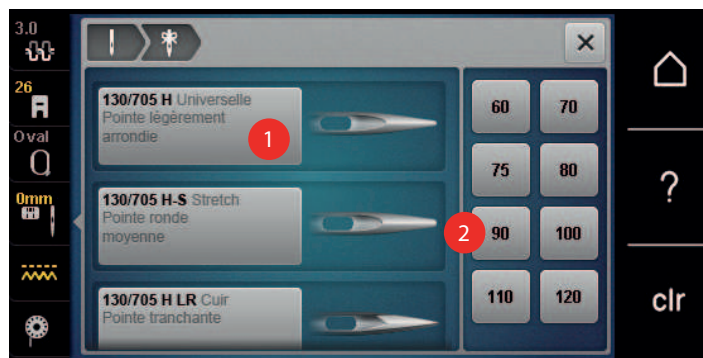 3.0
26
Oval
0mm
130/705 H Universelle
Pointe légèrement
arrondie
1
130/705 H-S Stretch
Pointe ronde
moyenne
130/705 H LR Cuir
Pointe tranchante
60 70
75 80
2
90 100
110 120
?
clr